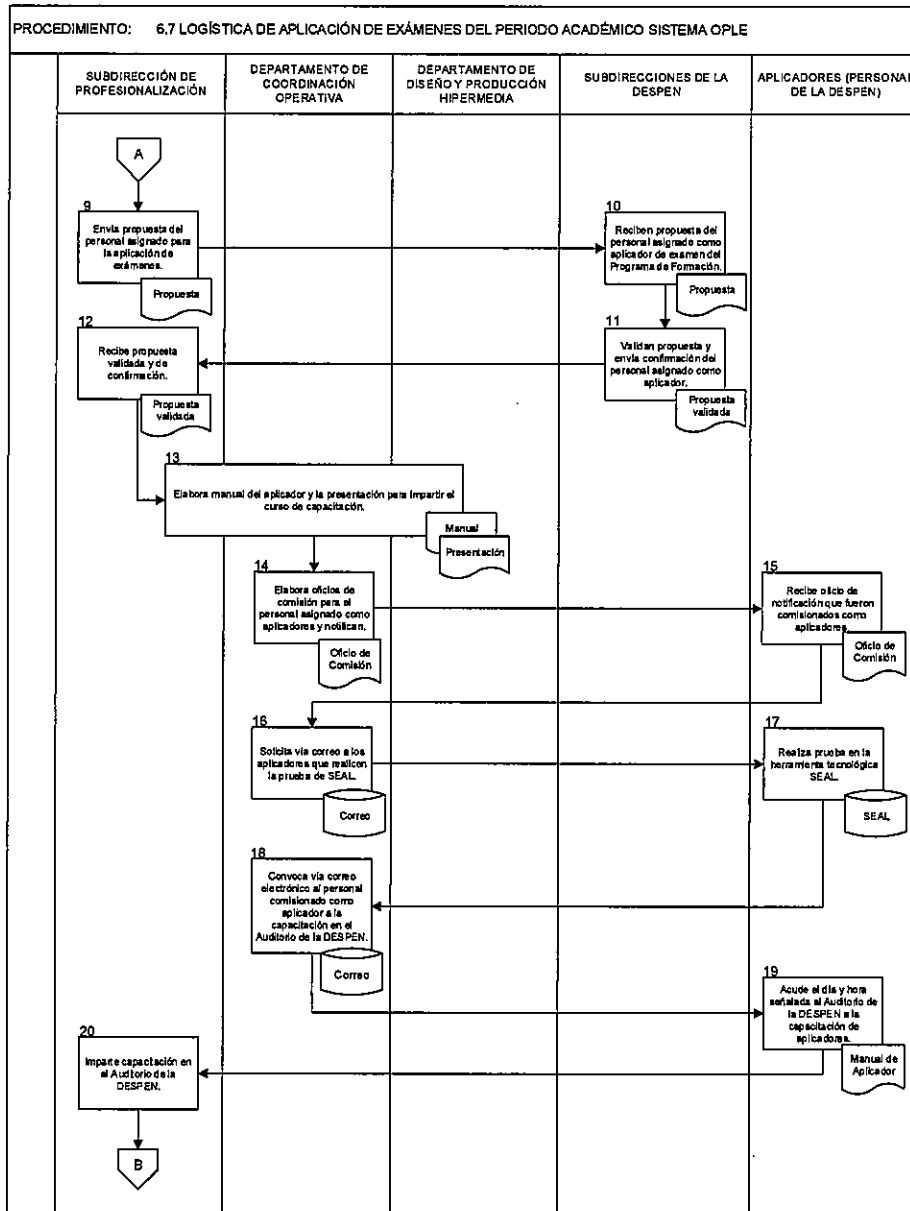 PROCEDIMIENTO: 6.7 LOGÍSTICA DE APLICACIÓN DE EXÁMENES DEL PERIODO ACADÉMICO SISTEMA OPLE
SUBDIRECCIÓN DE
PROFESIONALIZACIÓN
DEPARTAMENTO DE
COORDINACIÓN
OPERATIVA
DEPARTAMENTO DE
DISEÑO Y PRODUCCIÓN
HIPERMEDIA
SUBDIRECCIONES DE LA
DESPEN
APLICADORES (PERSONAL
DE LA DESPEN)
A
9
Envía propuesta del
personal asignado para
la aplicación de
exámenes.
Propuesta
10
Reciben propuesta del
personal asignado como
aplicador de examen del
Programa de Formación.
Propuesta
12
Recibe propuesta
validada y de
confirmación.
Propuesta
validada
11
Validan propuesta y
envía confirmación del
personal asignado como
aplicador.
Propuesta
validada
13
Elabora manual del aplicador y la presentación para impartir el
curso de capacitación.
Manual
Presentación
14
Elabora oficios de
comisión para el
personal asignado como
aplicadores y notifican.
Oficio de
Comisión
15
Recibe oficio de
notificación que fueron
comisionados como
aplicadores.
Oficio de
Comisión
16
Solicita vía correo a los
aplicadores que realicen
la prueba de SEAL.
Correo
17
Realiza prueba en la
herramienta tecnológica
SEAL.
SEAL
18
Convoca vía correo
electrónico al personal
comisionado como
aplicador a la
capacitación en el
Auditorio de la DESPEN.
Correo
19
Acude el día y hora
señalada al Auditorio de
la DESPEN a la
capacitación de
aplicadores.
Manual de
Aplicador
20
Imparte capactación en
el Auditorio de la
DESPEN.
B